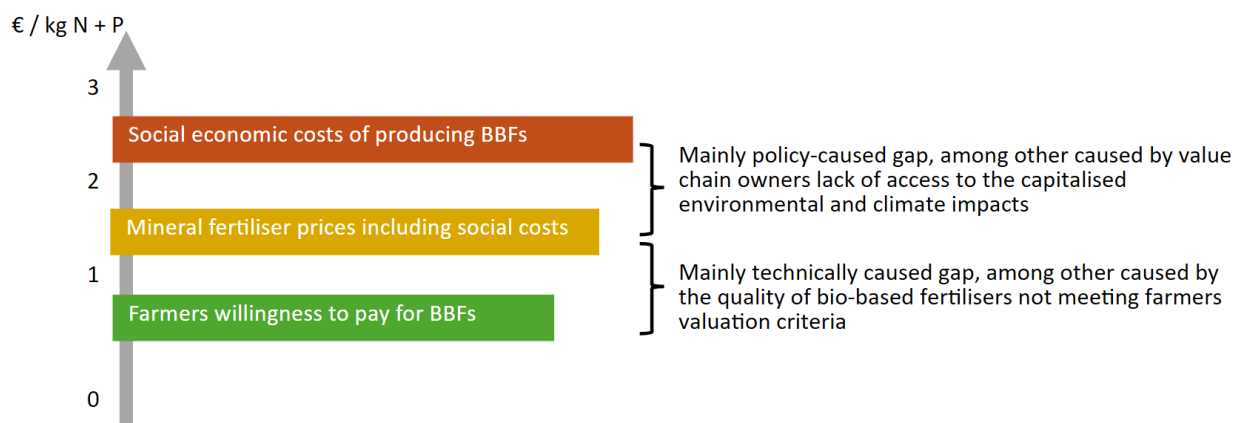 € / kg N + P
3
Social economic costs of producing BBFs
Mainly policy-caused gap, among other caused by value
chain owners lack of access to the capitalised
environmental and climate impacts
2
Mineral fertiliser prices including social costs
1
Mainly technically caused gap, among other caused by
the quality of bio-based fertilisers not meeting farmers
valuation criteria
Farmers willingness to pay for BBFs
0